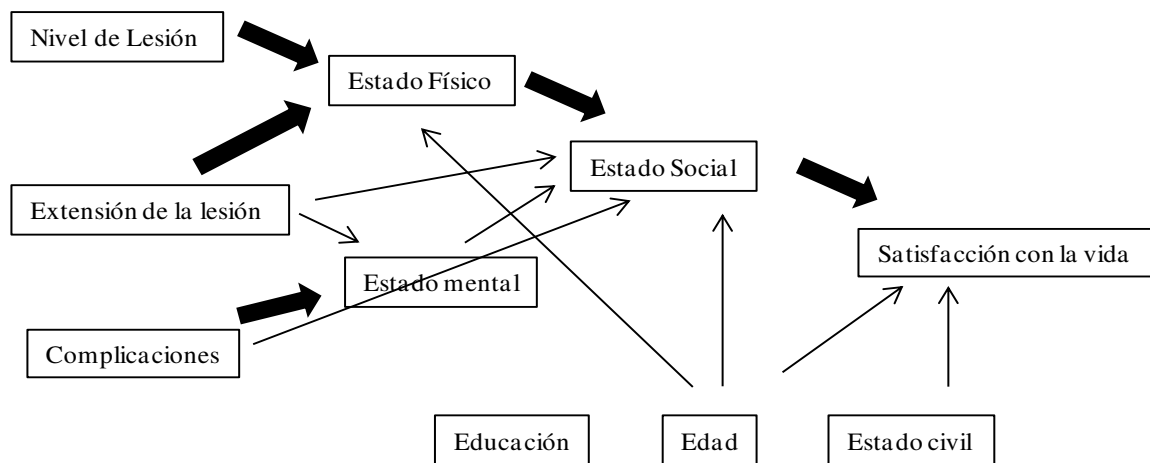 Nivel de Lesión
Estado Físico
Estado Social
Extensión de la lesión
Satisfacción con la vida
Estado mental
Complicaciones
Educación
Edad
Estado civil